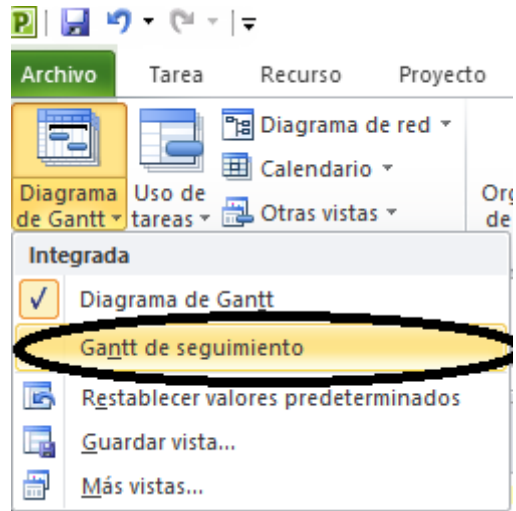 Archivo Tarea Recurso Proyecto
Diagrama de Gantt
Uso de tareas
Diagrama de red
Calendario
Otras vistas
Integrada
Diagrama de Gantt
Gantt de seguimiento
Restablecer valores predeterminados
Guardar vista...
Más vistas...